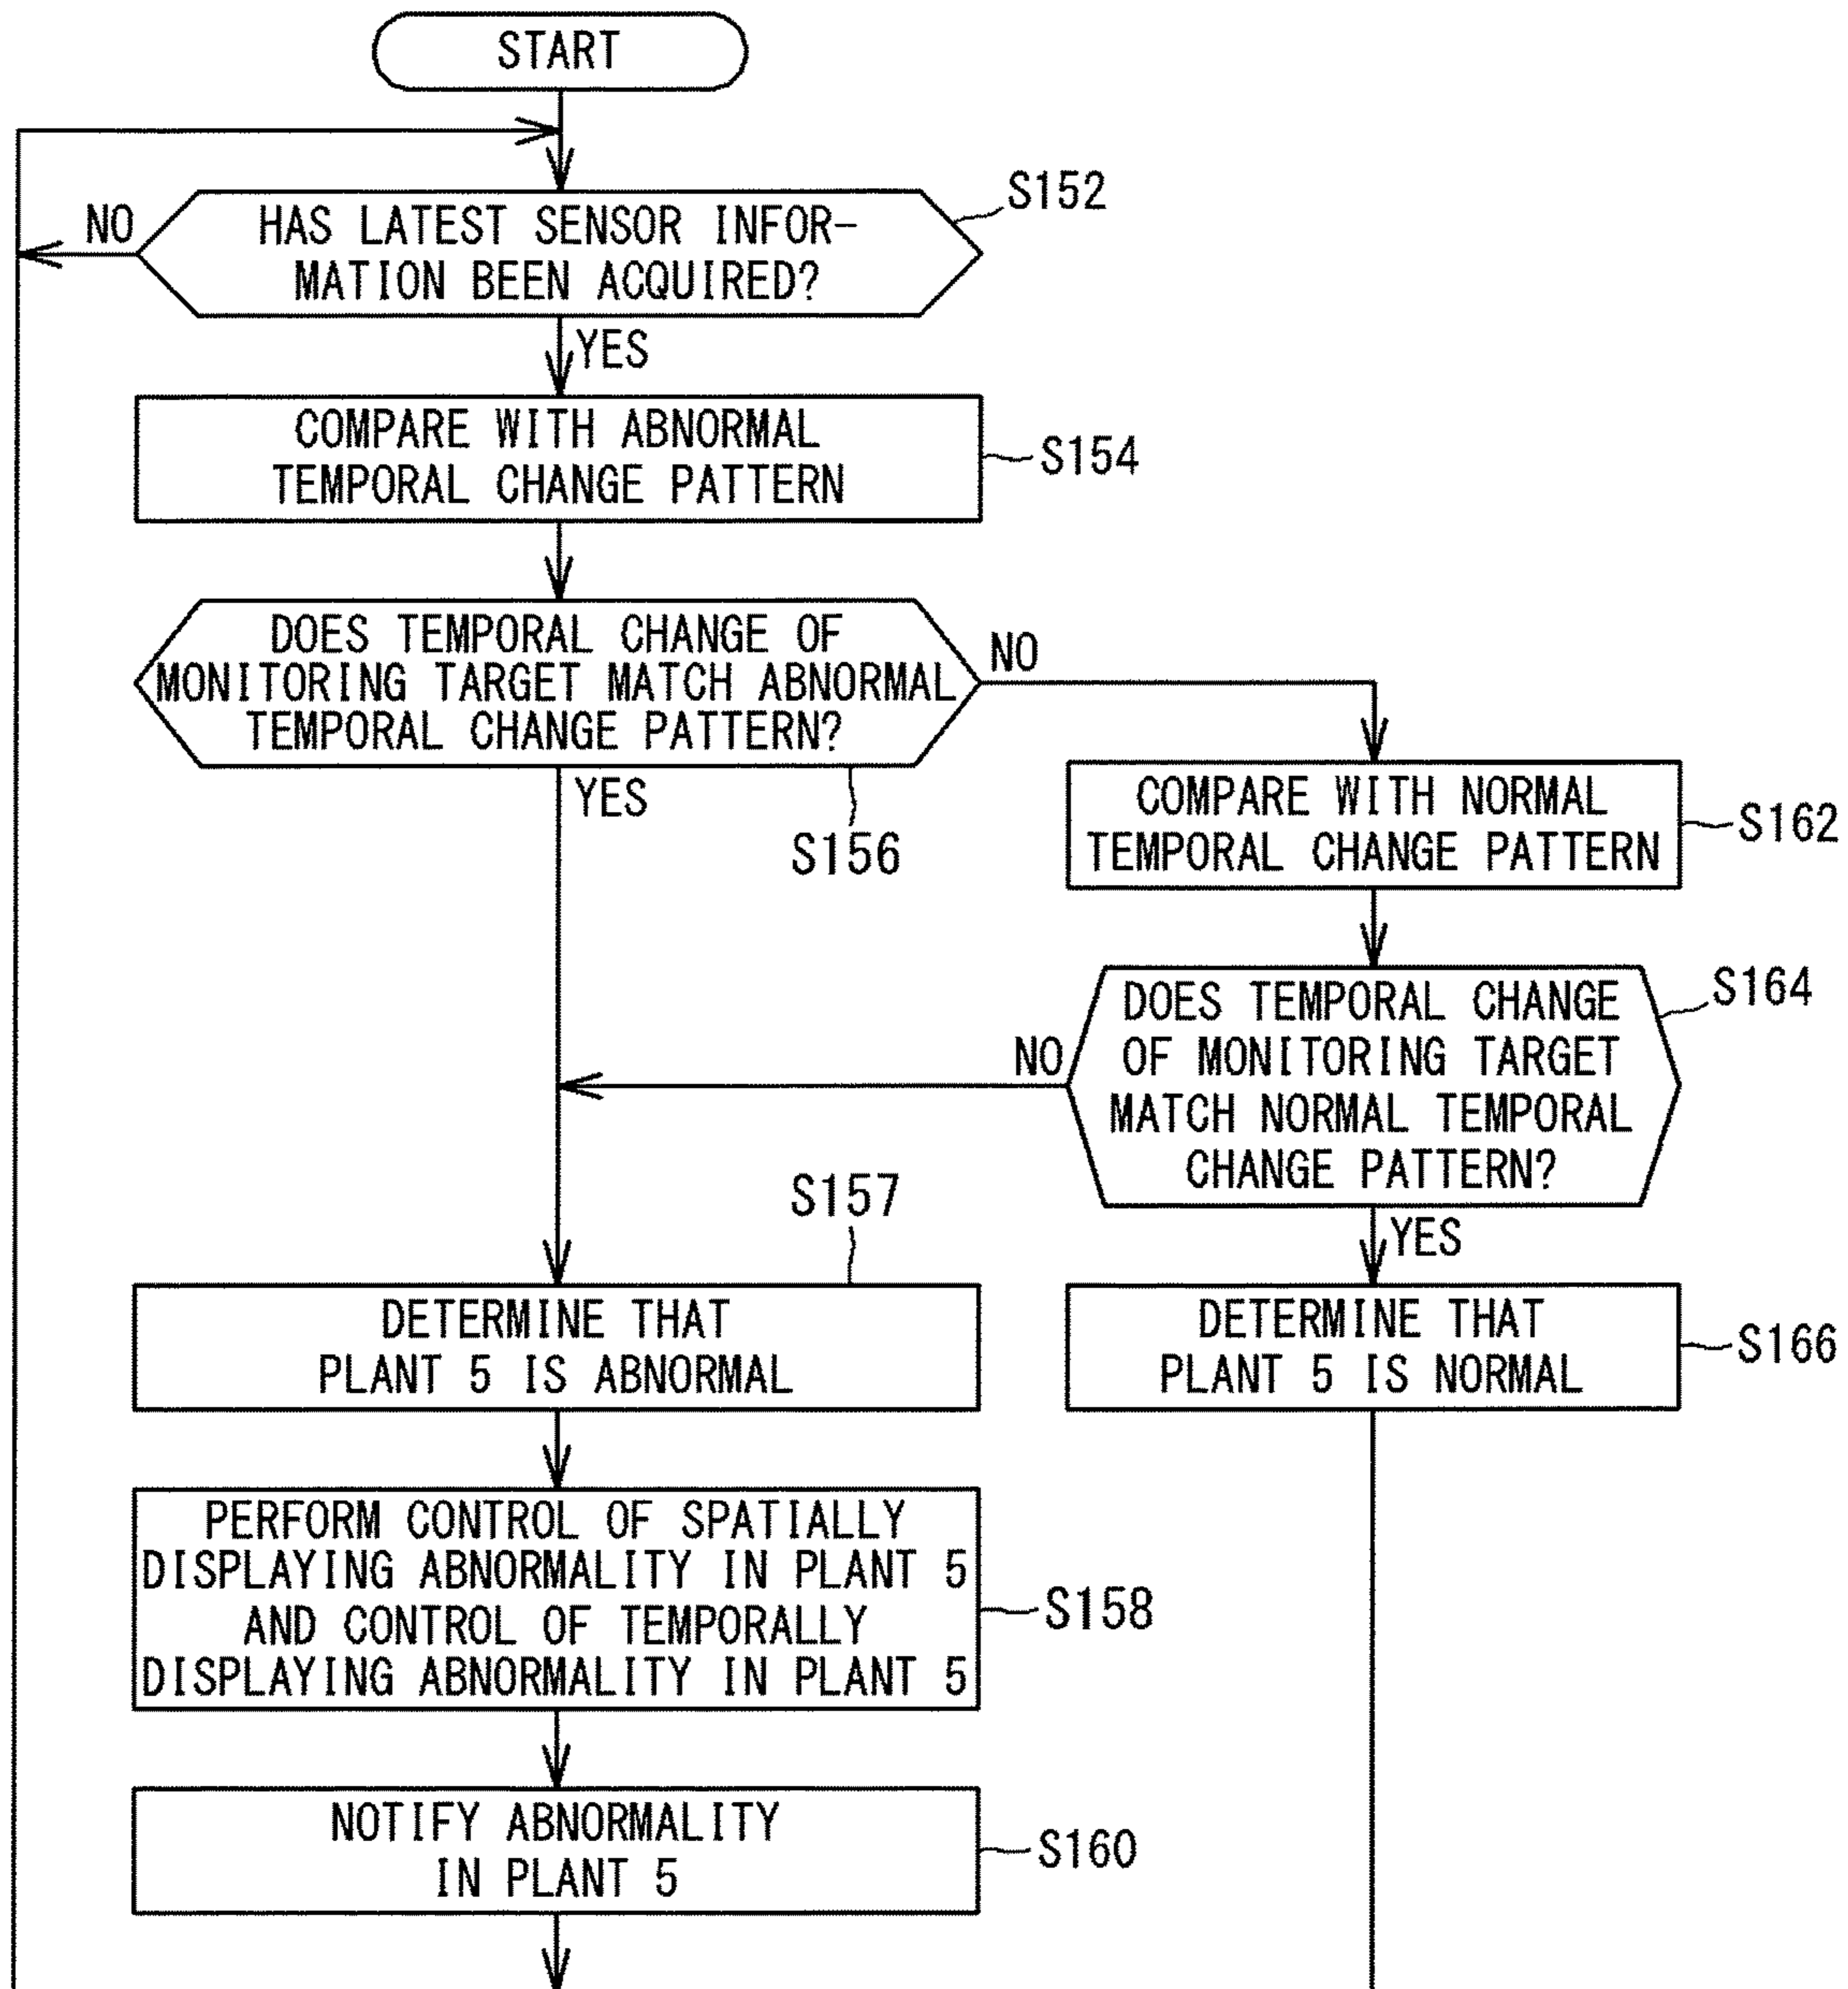 START
S152
NO
HAS LATEST SENSOR INFOR-
MATION BEEN ACQUIRED?
YES
COMPARE WITH ABNORMAL
TEMPORAL CHANGE PATTERN
S154
DOES TEMPORAL CHANGE OF
MONITORING TARGET MATCH ABNORMAL
TEMPORAL CHANGE PATTERN?
NO
YES
S156
COMPARE WITH NORMAL
TEMPORAL CHANGE PATTERN
S162
S164
DOES TEMPORAL CHANGE
OF MONITORING TARGET
MATCH NORMAL TEMPORAL
CHANGE PATTERN?
NO
YES
S157
DETERMINE THAT
PLANT 5 IS ABNORMAL
DETERMINE THAT
PLANT 5 IS NORMAL
S166
PERFORM CONTROL OF SPATIALLY
DISPLAYING ABNORMALITY IN PLANT 5
AND CONTROL OF TEMPORALLY
DISPLAYING ABNORMALITY IN PLANT 5
S158
NOTIFY ABNORMALITY
IN PLANT 5
S160